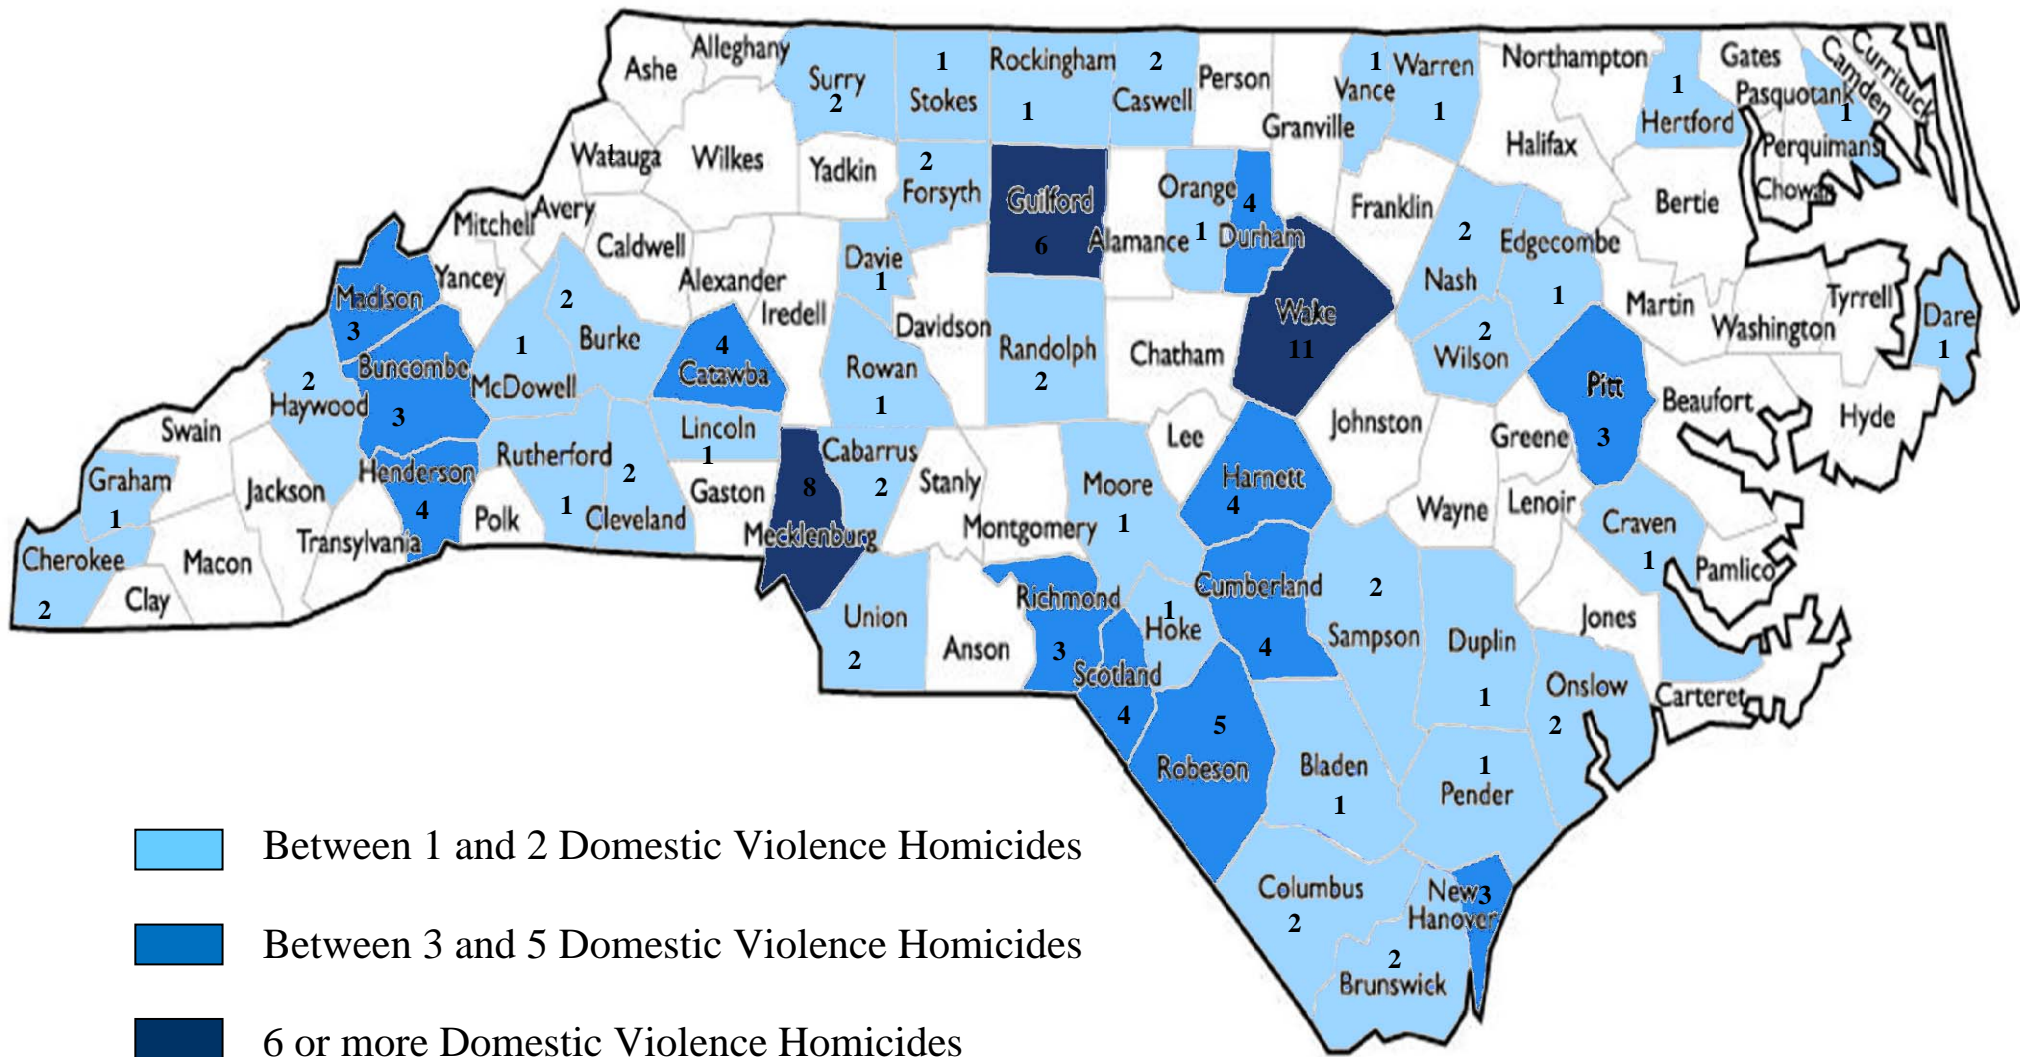 Ashe
Alleghany
Surry
2
1
Stokes
Rockingham
1
2
Caswell
Person
Granville
1
Vance
Warren
1
Northampton
1
Hertford
Gates
Pasquotank
1
Camden
Currituck
Watauga
Wilkes
Yadkin
2
Forsyth
Guilford
6
Alamance
Orange
1
4
Durham
Franklin
Halifax
Bertie
Perquimans
Chowan
Mitchell
Avery
Caldwell
Yancey
Alexander
Iredell
Davie
1
Davidson
Randolph
2
Chatham
Wake
11
2
Nash
Edgecombe
1
2
Wilson
Martin
Washington
Tyrrell
Dare
1
Madison
3
Buncombe
3
1
McDowell
2
Burke
4
Catawba
Rowan
1
Lee
Johnston
Greene
Pitt
3
Beaufort
Hyde
Swain
2
Haywood
Graham
1
Jackson
Henderson
4
Rutherford
1
2
Cleveland
Lincoln
1
Gaston
8
Mecklenburg
Cabarrus
2
Stanly
Montgomery
Moore
1
Harnett
4
Wayne
Lenoir
Craven
1
Pamlico
Cherokee
2
Clay
Macon
Transylvania
Polk
Union
2
Anson
Richmond
3
Scotland
4
1
Hoke
Cumberland
4
2
Sampson
Duplin
1
Jones
Onslow
2
Carteret
5
Robeson
Bladen
1
1
Pender
Columbus
2
New
Hanover
3
2
Brunswick
Between 1 and 2 Domestic Violence Homicides
Between 3 and 5 Domestic Violence Homicides
6 or more Domestic Violence Homicides